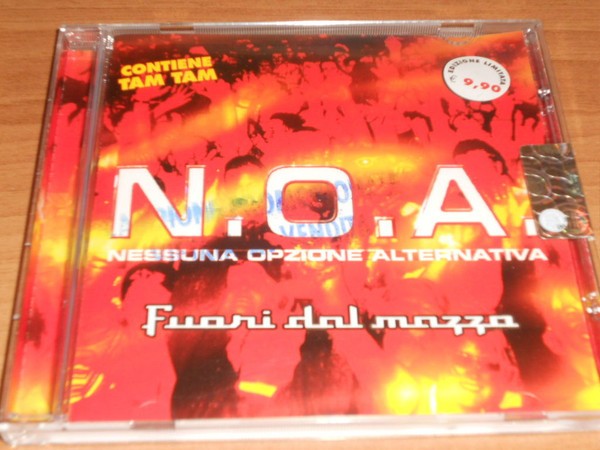 CONTIENE
TAM TAM
EDIZIONE LIMITATA
9,90
N.O.A.
NESSUNA OPZIONE ALTERNATIVA
Fuori dal mazzo